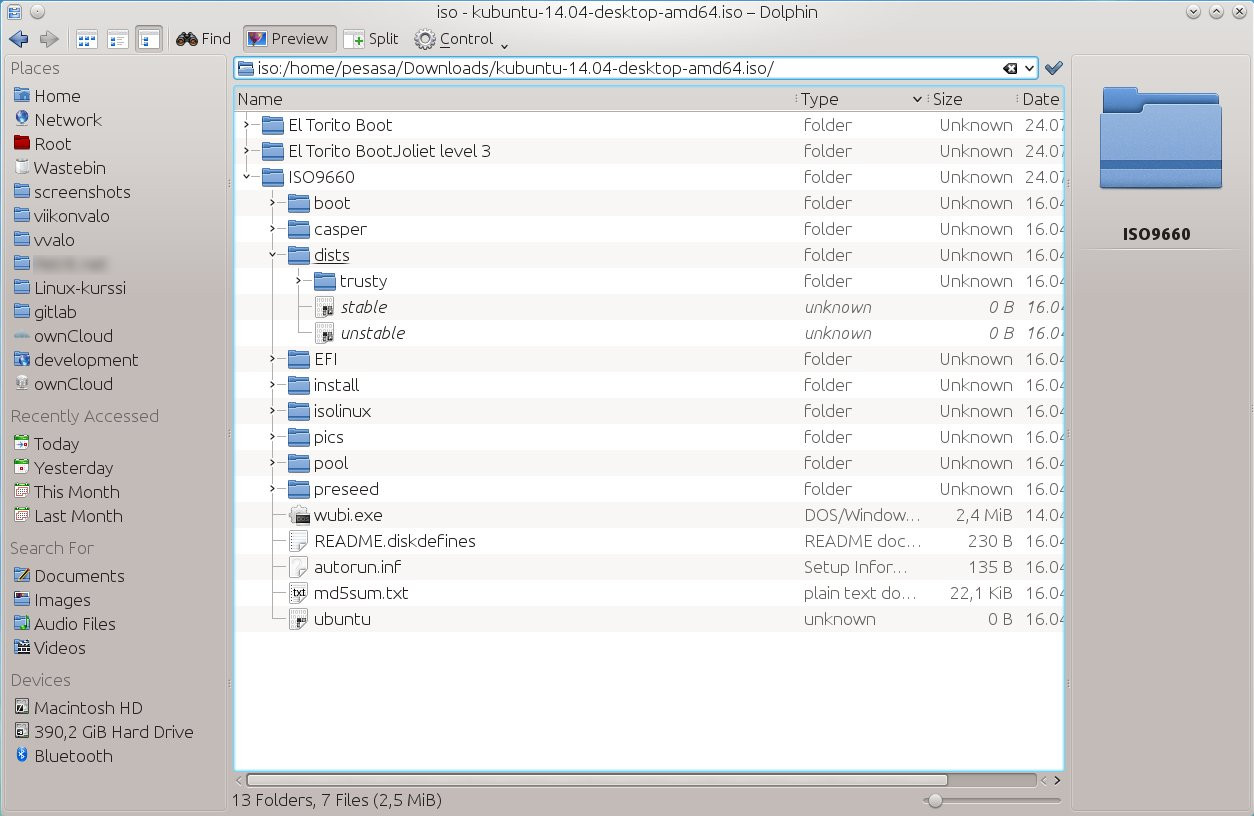 iso - kubuntu-14.04-desktop-amd64.iso – Dolphin
Find Preview Split Control
Places
Home
Network
Root
Wastebin
screenshots
viikonvalo
vvalo
Linux-kurssi
gitlab
ownCloud
development
ownCloud
Recently Accessed
Today
Yesterday
This Month
Last Month
Search For
Documents
Images
Audio Files
Videos
Devices
Macintosh HD
390,2 GiB Hard Drive
Bluetooth
iso:/home/pesasa/Downloads/kubuntu-14.04-desktop-amd64.iso/
Name Type Size Date
El Torito Boot folder Unknown 24.07
El Torito BootJoliet level 3 folder Unknown 24.07
ISO9660 folder Unknown 24.07
boot folder Unknown 16.04
casper folder Unknown 16.04
dists folder Unknown 16.04
trusty folder Unknown 16.04
stable unknown 0 B 16.04
unstable unknown 0 B 16.04
EFI folder Unknown 16.04
install folder Unknown 16.04
isolinux folder Unknown 16.04
pics folder Unknown 16.04
pool folder Unknown 16.04
preseed folder Unknown 16.04
wubi.exe DOS/Window... 2,4 MiB 14.04
README.diskdefines README doc... 230 B 16.04
autorun.inf Setup Infor... 135 B 16.04
md5sum.txt plain text do... 22,1 KiB 16.04
ubuntu unknown 0 B 16.04
13 Folders, 7 Files (2,5 MiB)
ISO9660